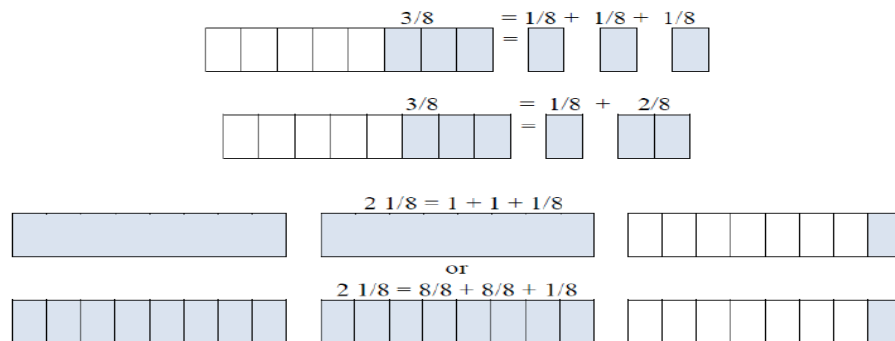 3/8 = 1/8 + 1/8 + 1/8
=
3/8 = 1/8 + 2/8
=
2 1/8 = 1 + 1 + 1/8
or
2 1/8 = 8/8 + 8/8 + 1/8